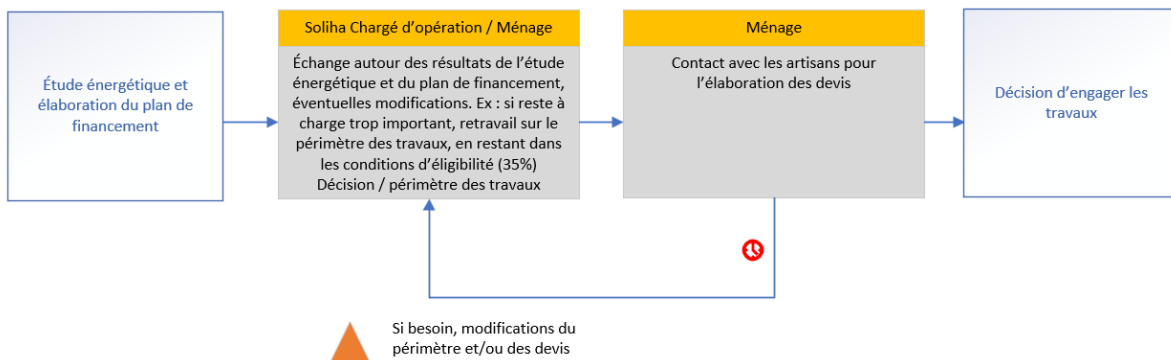 Étude énergétique et
élaboration du plan de
financement
Soliha Chargé d’opération / Ménage
Échange autour des résultats de l’étude
énergétique et du plan de financement,
éventuelles modifications. Ex : si reste à
charge trop important, retravail sur le
périmètre des travaux, en restant dans
les conditions d’éligibilité (35%)
Décision / périmètre des travaux
Ménage
Contact avec les artisans pour
l’élaboration des devis
Décision d’engager les
travaux
Si besoin, modifications du
périmètre et/ou des devis